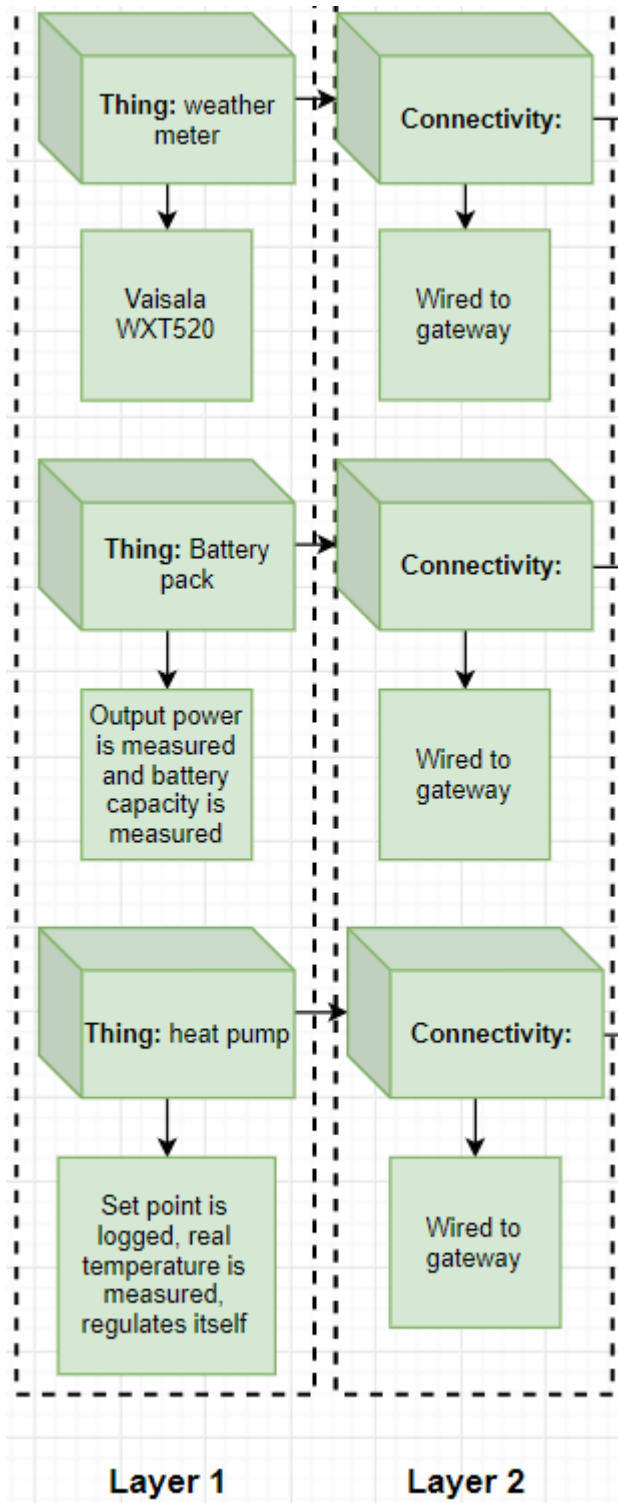 Thing: weather
meter
Connectivity:
Vaisala
WXT520
Wired to
gateway
Thing: Battery
pack
Connectivity:
Output power
is measured
and battery
capacity is
measured
Wired to
gateway
Thing: heat pump
Connectivity:
Set point is
logged, real
temperature is
measured,
regulates itself
Wired to
gateway
Layer 1
Layer 2